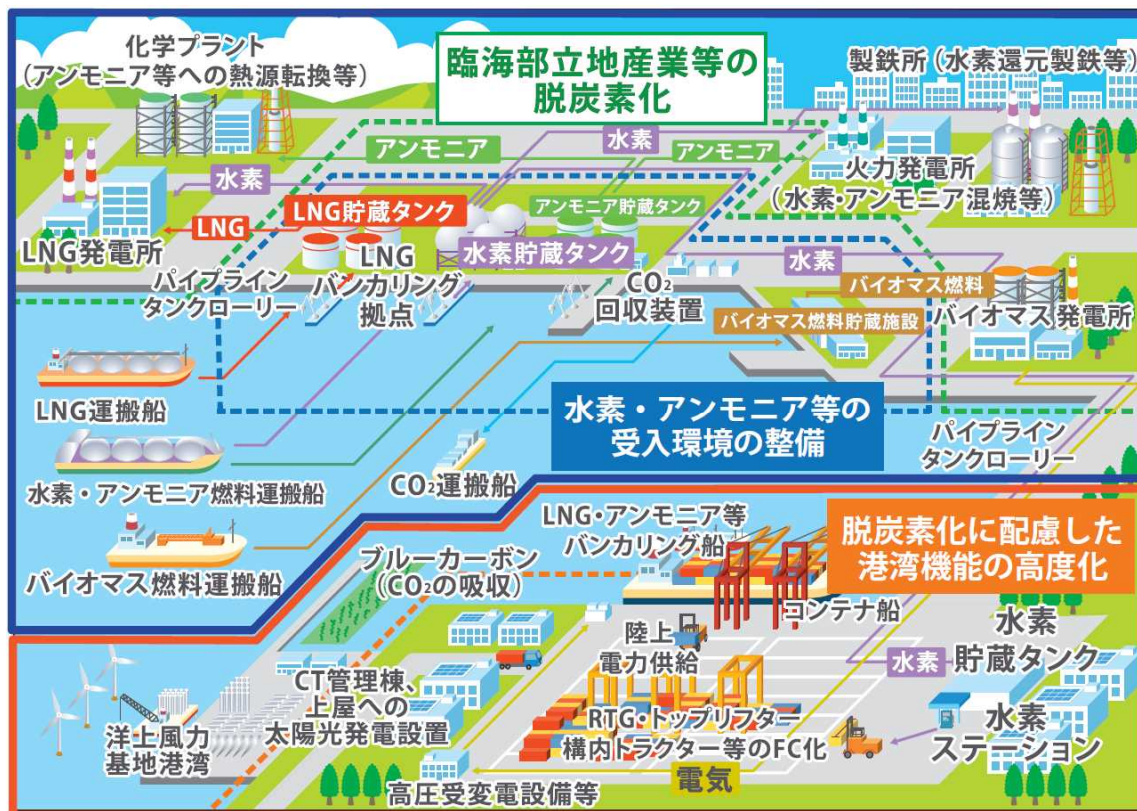 化学プラント
（アンモニア等への熱源転換等）
臨海部立地産業等の
脱炭素化
製鉄所（水素還元製鉄等）
アンモニア
水素
アンモニア
火力発電所
（水素・アンモニア混焼等）
水素
LNG
LNG貯蔵タンク
アンモニア貯蔵タンク
水素貯蔵タンク
LNG発電所
パイプライン
タンクローリー
LNG
バンカリング
拠点
CO₂
回収装置
水素
バイオマス燃料
バイオマス燃料貯蔵施設
バイオマス発電所
LNG運搬船
水素・アンモニア燃料運搬船
CO₂運搬船
水素・アンモニア等の
受入環境の整備
パイプライン
タンクローリー
バイオマス燃料運搬船
LNG・アンモニア等
バンカリング船
脱炭素化に配慮した
港湾機能の高度化
ブルーカーボン
（CO₂の吸収）
コンテナ船
陸上
電力供給
水素
水素
貯蔵タンク
CT管理棟、
上屋への
太陽光発電設置
洋上風力
基地港湾
RTG・トップリフター
構内トラクター等のFC化
水素
ステーション
電気
高圧受変電設備等